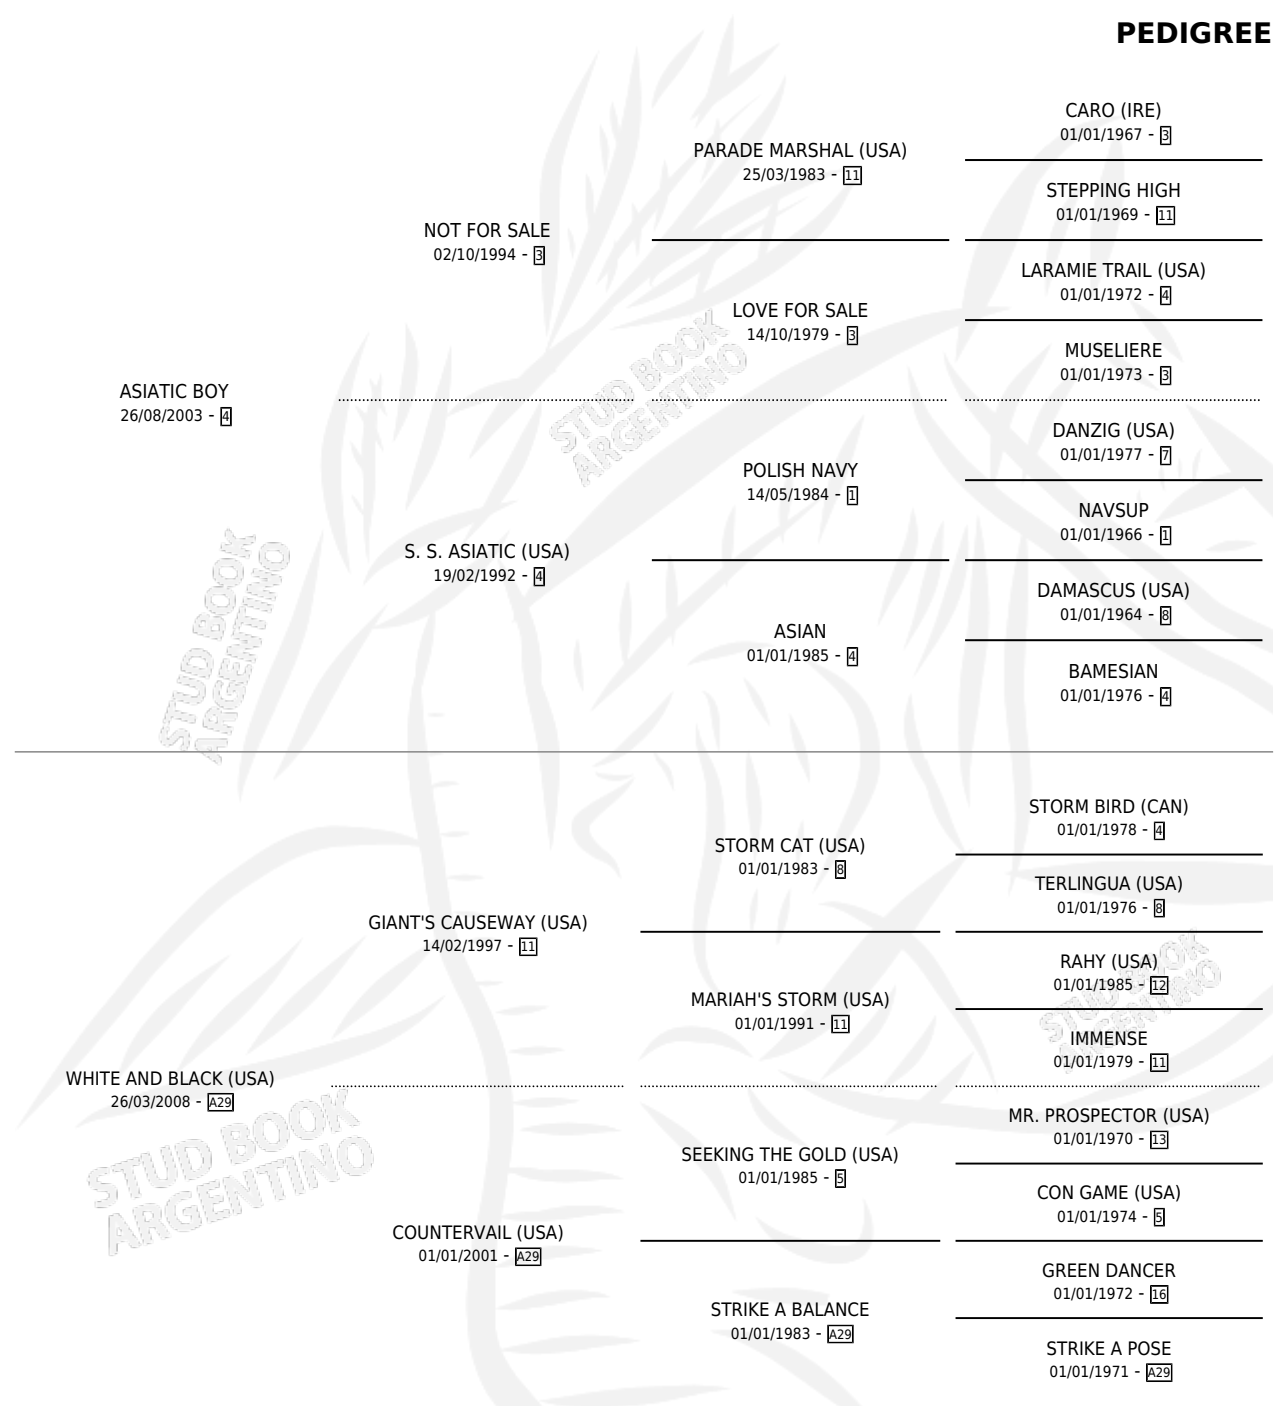 PEDIGREE
CARO (IRE)
01/01/1967 - 3
PARADE MARSHAL (USA)
25/03/1983 - 11
STEPPING HIGH
01/01/1969 - 11
NOT FOR SALE
02/10/1994 - 3
LARAMIE TRAIL (USA)
01/01/1972 - 4
LOVE FOR SALE
14/10/1979 - 3
MUSELIERE
01/01/1973 - 3
ASIATIC BOY
26/08/2003 - 4
DANZIG (USA)
01/01/1977 - 7
POLISH NAVY
14/05/1984 - 1
NAVSUP
01/01/1966 - 1
S. S. ASIATIC (USA)
19/02/1992 - 4
DAMASCUS (USA)
01/01/1964 - 8
ASIAN
01/01/1985 - 4
BAMESIAN
01/01/1976 - 4
STORM BIRD (CAN)
01/01/1978 - 4
STORM CAT (USA)
01/01/1983 - 8
TERLINGUA (USA)
01/01/1976 - 8
GIANT'S CAUSEWAY (USA)
14/02/1997 - 11
RAHY (USA)
01/01/1985 - 12
MARIAH'S STORM (USA)
01/01/1991 - 11
IMMENSE
01/01/1979 - 11
WHITE AND BLACK (USA)
26/03/2008 - A29
MR. PROSPECTOR (USA)
01/01/1970 - 13
SEEKING THE GOLD (USA)
01/01/1985 - 5
CON GAME (USA)
01/01/1974 - 5
COUNTERVAIL (USA)
01/01/2001 - A29
GREEN DANCER
01/01/1972 - 16
STRIKE A BALANCE
01/01/1983 - A29
STRIKE A POSE
01/01/1971 - A29
STUD BOOK
ARGENTINO
STUD BOOK
ARGENTINO
STUD BOOK
ARGENTINO
STUD BOOK
ARGENTINO